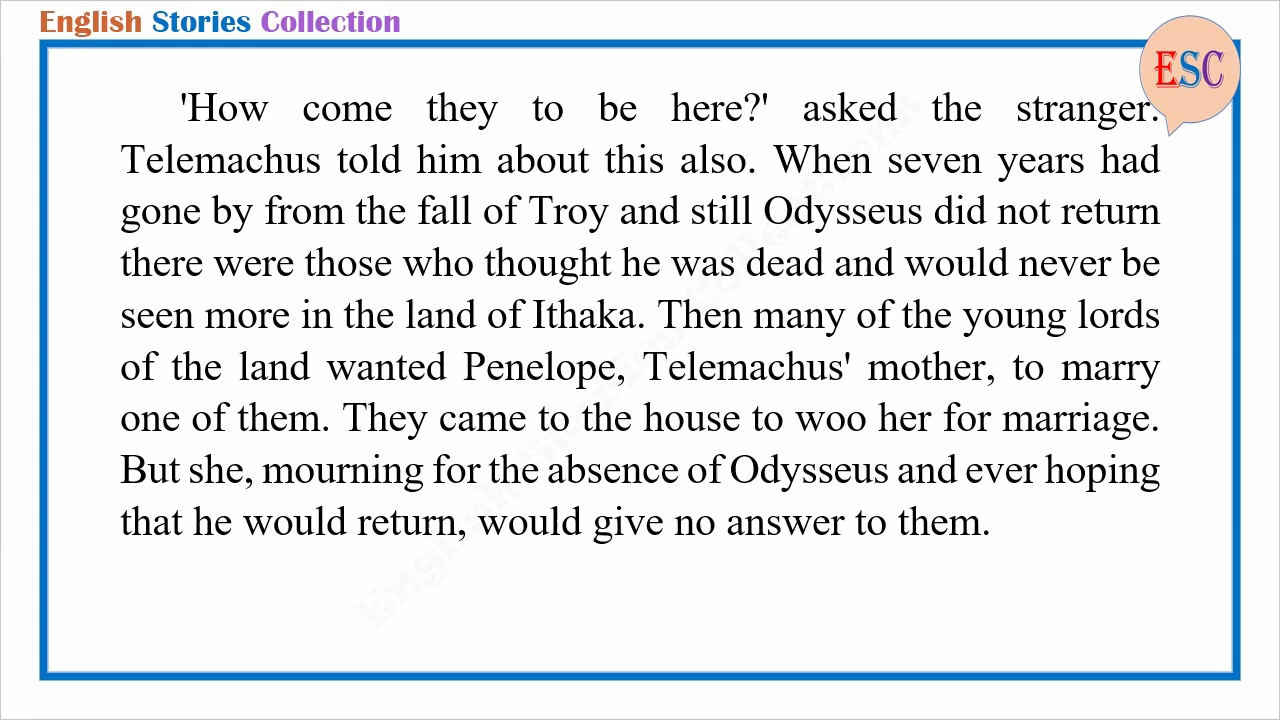 English Stories Collection
ESC
'How come they to be here?' asked the stranger.
Telemachus told him about this also. When seven years had
gone by from the fall of Troy and still Odysseus did not return
there were those who thought he was dead and would never be
seen more in the land of Ithaka. Then many of the young lords
of the land wanted Penelope, Telemachus' mother, to marry
one of them. They came to the house to woo her for marriage.
But she, mourning for the absence of Odysseus and ever hoping
that he would return, would give no answer to them.
English Stories Collections